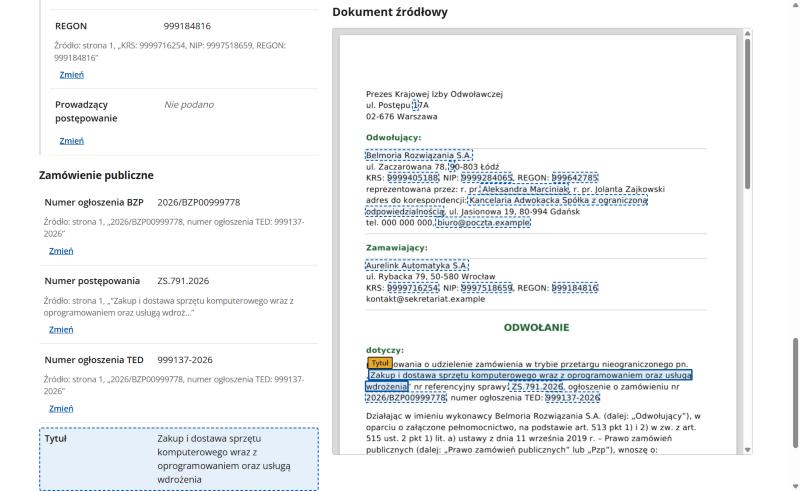 REGON 999184816
Źródło: strona 1, „KRS: 9999716254, NIP: 9997518659, REGON:
999184816”
Zmień
Prowadzący Nie podano
postępowanie
Zmień
Zamówienie publiczne
Numer ogłoszenia BZP 2026/BZP00999778
Źródło: strona 1, „2026/BZP00999778, numer ogłoszenia TED: 999137-
2026”
Zmień
Numer postępowania ZS.791.2026
Źródło: strona 1, „"Zakup i dostawa sprzętu komputerowego wraz z
oprogramowaniem oraz usługą wdroż...”
Zmień
Numer ogłoszenia TED 999137-2026
Źródło: strona 1, „2026/BZP00999778, numer ogłoszenia TED: 999137-
2026”
Zmień
Tytuł Zakup i dostawa sprzętu
komputerowego wraz z
oprogramowaniem oraz usługą
wdrożenia
Dokument źródłowy
Prezes Krajowej Izby Odwoławczej
ul. Postępu 17A
02-676 Warszawa
Odwołujący:
Belmoria Rozwiązania S.A.
ul. Zaczarowana 78, 90-803 Łódź
KRS: 9999405188, NIP: 9999284065, REGON: 999642785
reprezentowana przez: r. pr. Aleksandra Marciniak, r. pr. Jolanta Zajkowski
adres do korespondencji: Kancelaria Adwokacka Spółka z ograniczoną
odpowiedzialnością, ul. Jasionowa 19, 80-994 Gdańsk
tel. 000 000 000, biuro@poczta.example
Zamawiający:
Aurelink Automatyka S.A.
ul. Rybacka 79, 50-580 Wrocław
KRS: 9999716254, NIP: 9997518659, REGON: 999184816
kontakt@sekretariat.example
ODWOŁANIE
dotyczy:
Tytuł
owania o udzielenie zamówienia w trybie przetargu nieograniczonego pn.
„Zakup i dostawa sprzętu komputerowego wraz z oprogramowaniem oraz usługą
wdrożenia” nr referencyjny sprawy: ZS.791.2026, ogłoszenie o zamówieniu nr
2026/BZP00999778, numer ogłoszenia TED: 999137-2026
Działając w imieniu wykonawcy Belmoria Rozwiązania S.A. (dalej: „Odwołujący”), w
oparciu o załączone pełnomocnictwo, na podstawie art. 513 pkt 1) i 2) w zw. z art.
515 ust. 2 pkt 1) lit. a) ustawy z dnia 11 września 2019 r. – Prawo zamówień
publicznych (dalej: „Prawo zamówień publicznych” lub „Pzp”), wnoszę o: